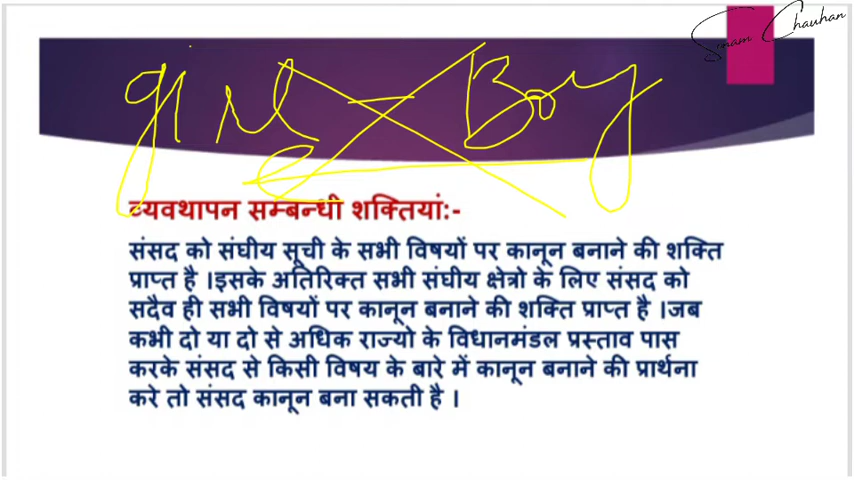 Sonam Chauhan
girl Boy
व्यवथापन सम्बन्धी शक्तियां:-
संसद को संघीय सूची के सभी विषयों पर कानून बनाने की शक्ति
प्राप्त है ।इसके अतिरिक्त सभी संघीय क्षेत्रो के लिए संसद को
सदैव ही सभी विषयों पर कानून बनाने की शक्ति प्राप्त है ।जब
कभी दो या दो से अधिक राज्यो के विधानमंडल प्रस्ताव पास
करके संसद से किसी विषय के बारे में कानून बनाने की प्रार्थना
करे तो संसद कानून बना सकती है ।